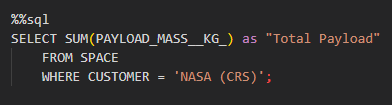 %%sql
SELECT SUM(PAYLOAD_MASS__KG_) as "Total Payload"
FROM SPACE
WHERE CUSTOMER = 'NASA (CRS)';